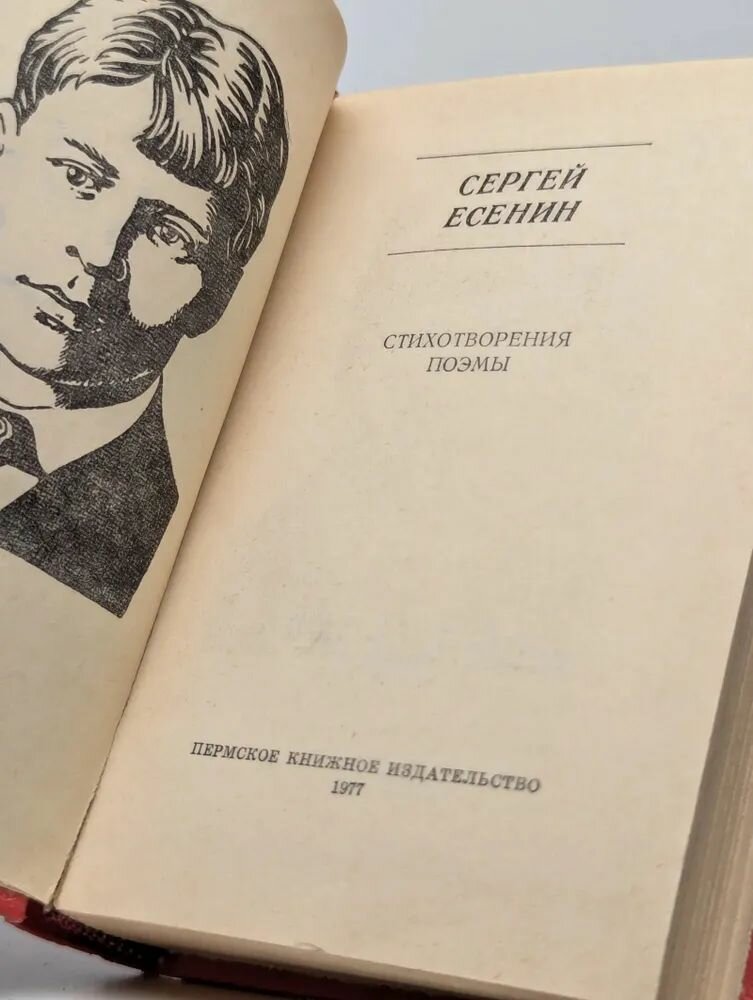 СЕРГЕЙ
ЕСЕНИН
СТИХОТВОРЕНИЯ
ПОЭМЫ
ПЕРМСКОЕ КНИЖНОЕ ИЗДАТЕЛЬСТВО
1977